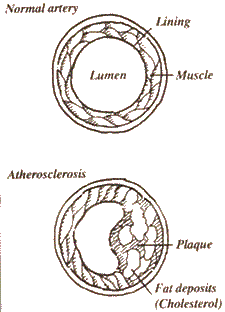 Normal artery
Lining
Lumen
Muscle
Atherosclerosis
Plaque
Fat deposits
(Cholesterol)